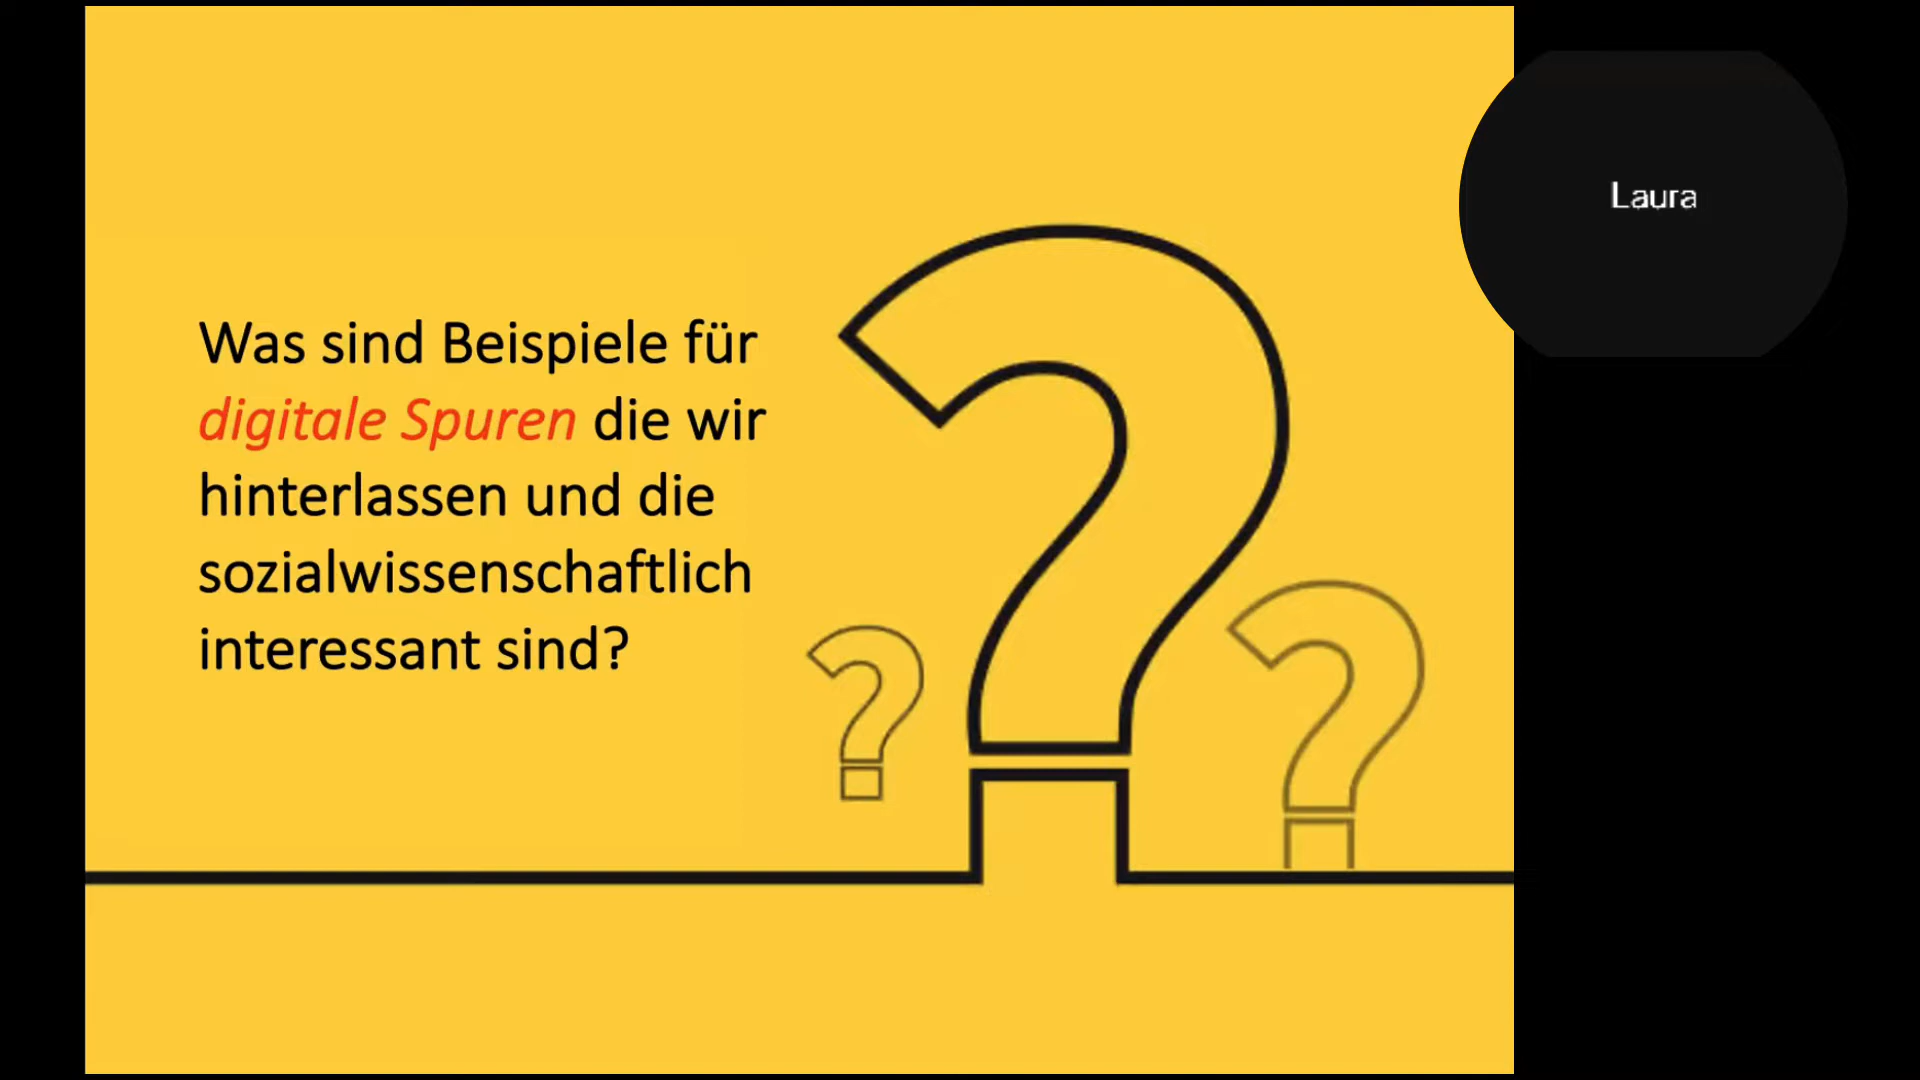 Was sind Beispiele für
digitale Spuren die wir
hinterlassen und die
sozialwissenschaftlich
interessant sind?
Laura